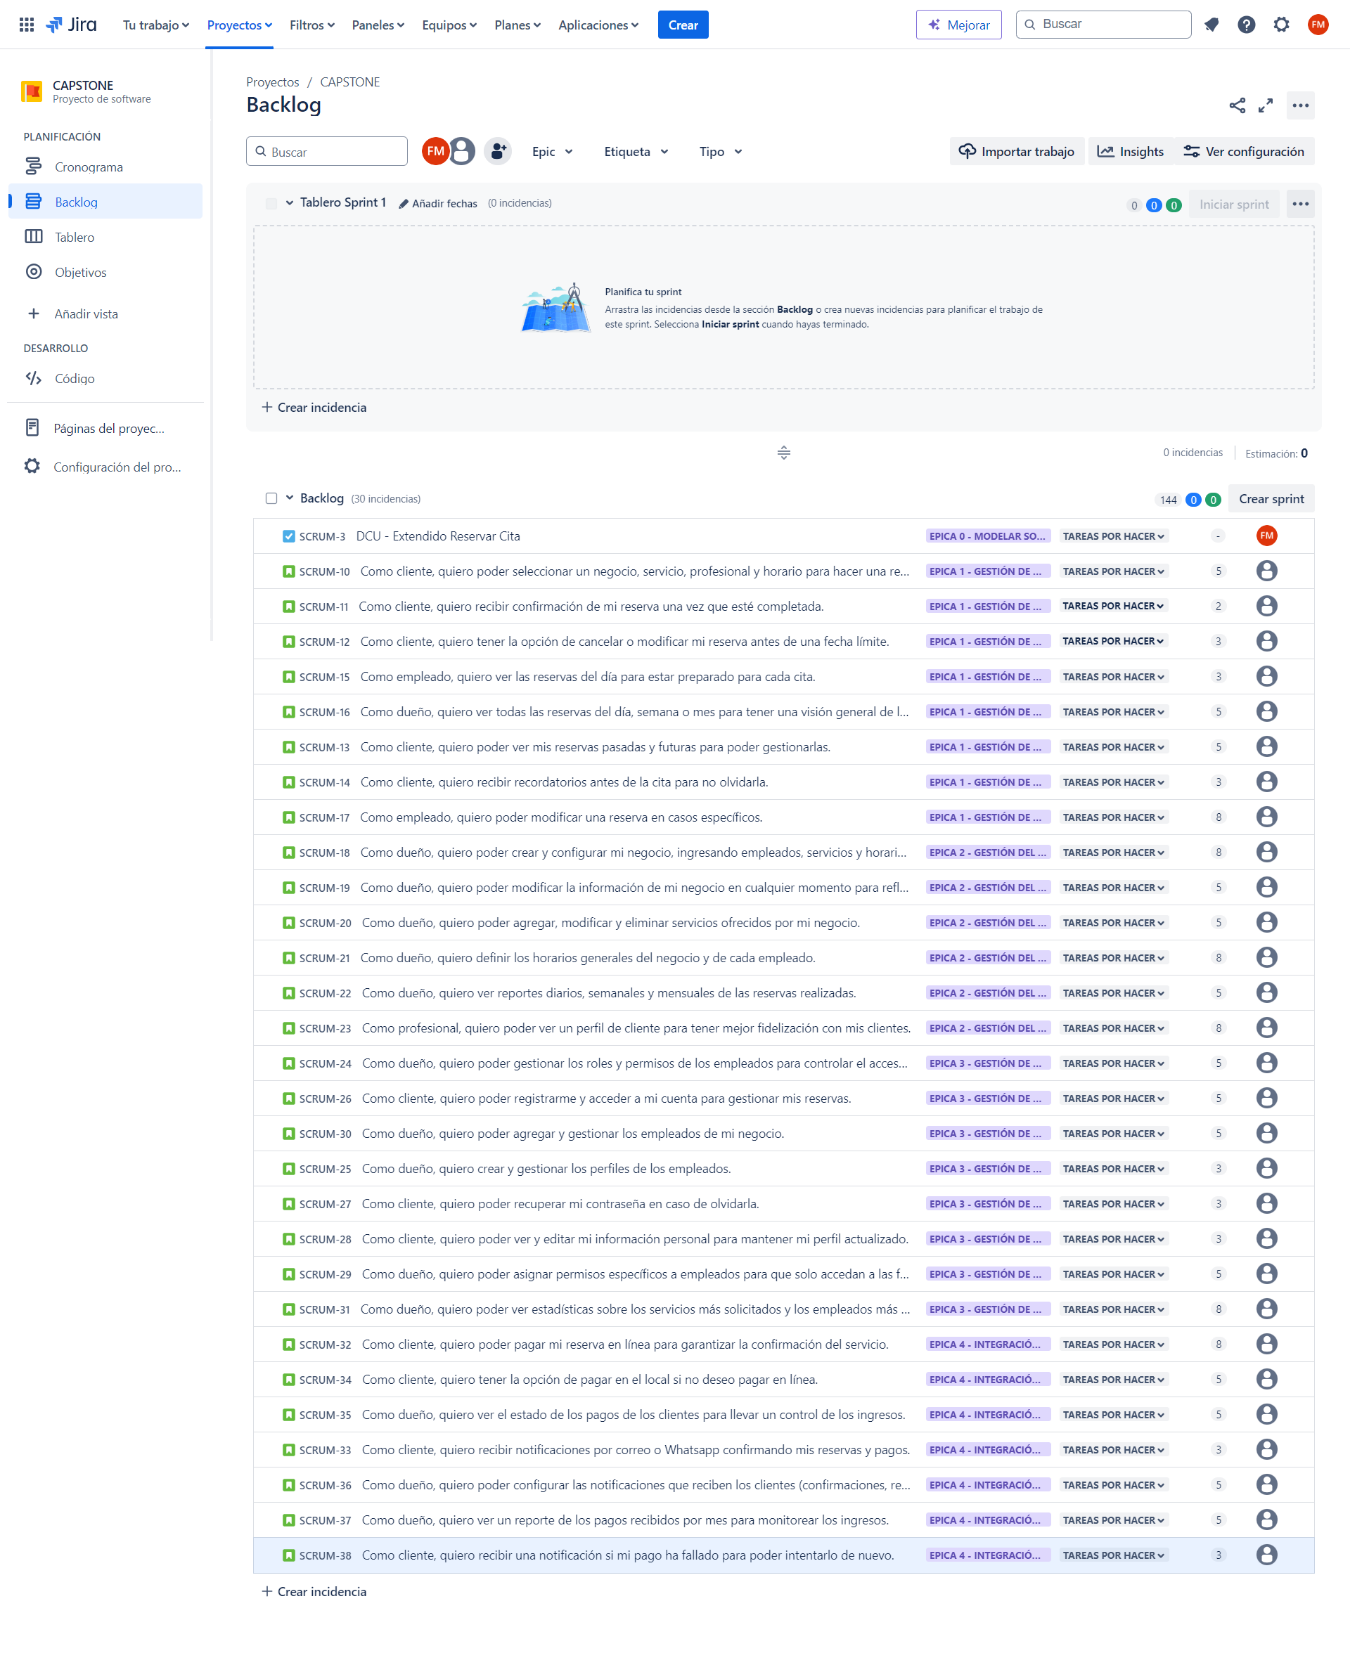 Jira Tu trabajo Proyectos Filtros Paneles Equipos Planes Aplicaciones Crear Mejorar Buscar FM
CAPSTONE
Proyecto de software
PLANIFICACIÓN
Cronograma
Backlog
Tablero
Objetivos
Añadir vista
DESARROLLO
Código
Páginas del proyec...
Configuración del pro...
Proyectos / CAPSTONE
Backlog
Buscar FM Epic Etiqueta Tipo Importar trabajo Insights Ver configuración
Tablero Sprint 1 Añadir fechas (0 incidencias) 0 0 0 Iniciar sprint
Planifica tu sprint
Arrastra las incidencias desde la sección Backlog o crea nuevas incidencias para planificar el trabajo de
este sprint. Selecciona Iniciar sprint cuando hayas terminado.
+ Crear incidencia
0 incidencias Estimación: 0
Backlog (30 incidencias) 144 0 0 Crear sprint
SCRUM-3 DCU - Extendido Reservar Cita EPICA 0 - MODELAR SO... TAREAS POR HACER - FM
SCRUM-10 Como cliente, quiero poder seleccionar un negocio, servicio, profesional y horario para hacer una re... EPICA 1 - GESTIÓN DE ... TAREAS POR HACER 5
SCRUM-11 Como cliente, quiero recibir confirmación de mi reserva una vez que esté completada. EPICA 1 - GESTIÓN DE ... TAREAS POR HACER 2
SCRUM-12 Como cliente, quiero tener la opción de cancelar o modificar mi reserva antes de una fecha límite. EPICA 1 - GESTIÓN DE ... TAREAS POR HACER 3
SCRUM-15 Como empleado, quiero ver las reservas del día para estar preparado para cada cita. EPICA 1 - GESTIÓN DE ... TAREAS POR HACER 3
SCRUM-16 Como dueño, quiero ver todas las reservas del día, semana o mes para tener una visión general de l... EPICA 1 - GESTIÓN DE ... TAREAS POR HACER 5
SCRUM-13 Como cliente, quiero poder ver mis reservas pasadas y futuras para poder gestionarlas. EPICA 1 - GESTIÓN DE ... TAREAS POR HACER 5
SCRUM-14 Como cliente, quiero recibir recordatorios antes de la cita para no olvidarla. EPICA 1 - GESTIÓN DE ... TAREAS POR HACER 3
SCRUM-17 Como empleado, quiero poder modificar una reserva en casos específicos. EPICA 1 - GESTIÓN DE ... TAREAS POR HACER 8
SCRUM-18 Como dueño, quiero poder crear y configurar mi negocio, ingresando empleados, servicios y horari... EPICA 2 - GESTIÓN DEL ... TAREAS POR HACER 8
SCRUM-19 Como dueño, quiero poder modificar la información de mi negocio en cualquier momento para refl... EPICA 2 - GESTIÓN DEL ... TAREAS POR HACER 5
SCRUM-20 Como dueño, quiero poder agregar, modificar y eliminar servicios ofrecidos por mi negocio. EPICA 2 - GESTIÓN DEL ... TAREAS POR HACER 5
SCRUM-21 Como dueño, quiero definir los horarios generales del negocio y de cada empleado. EPICA 2 - GESTIÓN DEL ... TAREAS POR HACER 8
SCRUM-22 Como dueño, quiero ver reportes diarios, semanales y mensuales de las reservas realizadas. EPICA 2 - GESTIÓN DEL ... TAREAS POR HACER 5
SCRUM-23 Como profesional, quiero poder ver un perfil de cliente para tener mejor fidelización con mis clientes. EPICA 2 - GESTIÓN DEL ... TAREAS POR HACER 8
SCRUM-24 Como dueño, quiero poder gestionar los roles y permisos de los empleados para controlar el acces... EPICA 3 - GESTIÓN DE ... TAREAS POR HACER 5
SCRUM-26 Como cliente, quiero poder registrarme y acceder a mi cuenta para gestionar mis reservas. EPICA 3 - GESTIÓN DE ... TAREAS POR HACER 5
SCRUM-30 Como dueño, quiero poder agregar y gestionar los empleados de mi negocio. EPICA 3 - GESTIÓN DE ... TAREAS POR HACER 5
SCRUM-25 Como dueño, quiero crear y gestionar los perfiles de los empleados. EPICA 3 - GESTIÓN DE ... TAREAS POR HACER 3
SCRUM-27 Como cliente, quiero poder recuperar mi contraseña en caso de olvidarla. EPICA 3 - GESTIÓN DE ... TAREAS POR HACER 3
SCRUM-28 Como cliente, quiero poder ver y editar mi información personal para mantener mi perfil actualizado. EPICA 3 - GESTIÓN DE ... TAREAS POR HACER 3
SCRUM-29 Como dueño, quiero poder asignar permisos específicos a empleados para que solo accedan a las f... EPICA 3 - GESTIÓN DE ... TAREAS POR HACER 5
SCRUM-31 Como dueño, quiero poder ver estadísticas sobre los servicios más solicitados y los empleados más ... EPICA 3 - GESTIÓN DE ... TAREAS POR HACER 8
SCRUM-32 Como cliente, quiero poder pagar mi reserva en línea para garantizar la confirmación del servicio. EPICA 4 - INTEGRACIÓ... TAREAS POR HACER 8
SCRUM-34 Como cliente, quiero tener la opción de pagar en el local si no deseo pagar en línea. EPICA 4 - INTEGRACIÓ... TAREAS POR HACER 5
SCRUM-35 Como dueño, quiero ver el estado de los pagos de los clientes para llevar un control de los ingresos. EPICA 4 - INTEGRACIÓ... TAREAS POR HACER 5
SCRUM-33 Como cliente, quiero recibir notificaciones por correo o Whatsapp confirmando mis reservas y pagos. EPICA 4 - INTEGRACIÓ... TAREAS POR HACER 3
SCRUM-36 Como dueño, quiero poder configurar las notificaciones que reciben los clientes (confirmaciones, re... EPICA 4 - INTEGRACIÓ... TAREAS POR HACER 5
SCRUM-37 Como dueño, quiero ver un reporte de los pagos recibidos por mes para monitorear los ingresos. EPICA 4 - INTEGRACIÓ... TAREAS POR HACER 5
SCRUM-38 Como cliente, quiero recibir una notificación si mi pago ha fallado para poder intentarlo de nuevo. EPICA 4 - INTEGRACIÓ... TAREAS POR HACER 3
+ Crear incidencia